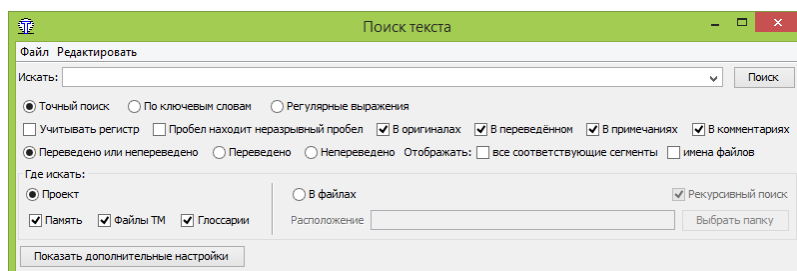 Поиск текста
Файл Редактировать
Искать: Поиск
Точный поиск По ключевым словам Регулярные выражения
Учитывать регистр Пробел находит неразрывный пробел В оригиналах В переведённом В примечаниях В комментариях
Переведено или непереведено Переведено Непереведено Отображать: все соответствующие сегменты имена файлов
Где искать:
Проект В файлах Рекурсивный поиск
Память Файлы ТМ Глоссарии Расположение Выбрать папку
Показать дополнительные настройки